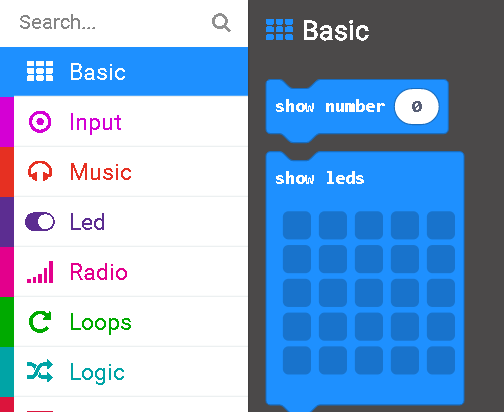 Search...
Basic
Input
Music
Led
Radio
Loops
Logic
Basic
show number 0
show leds